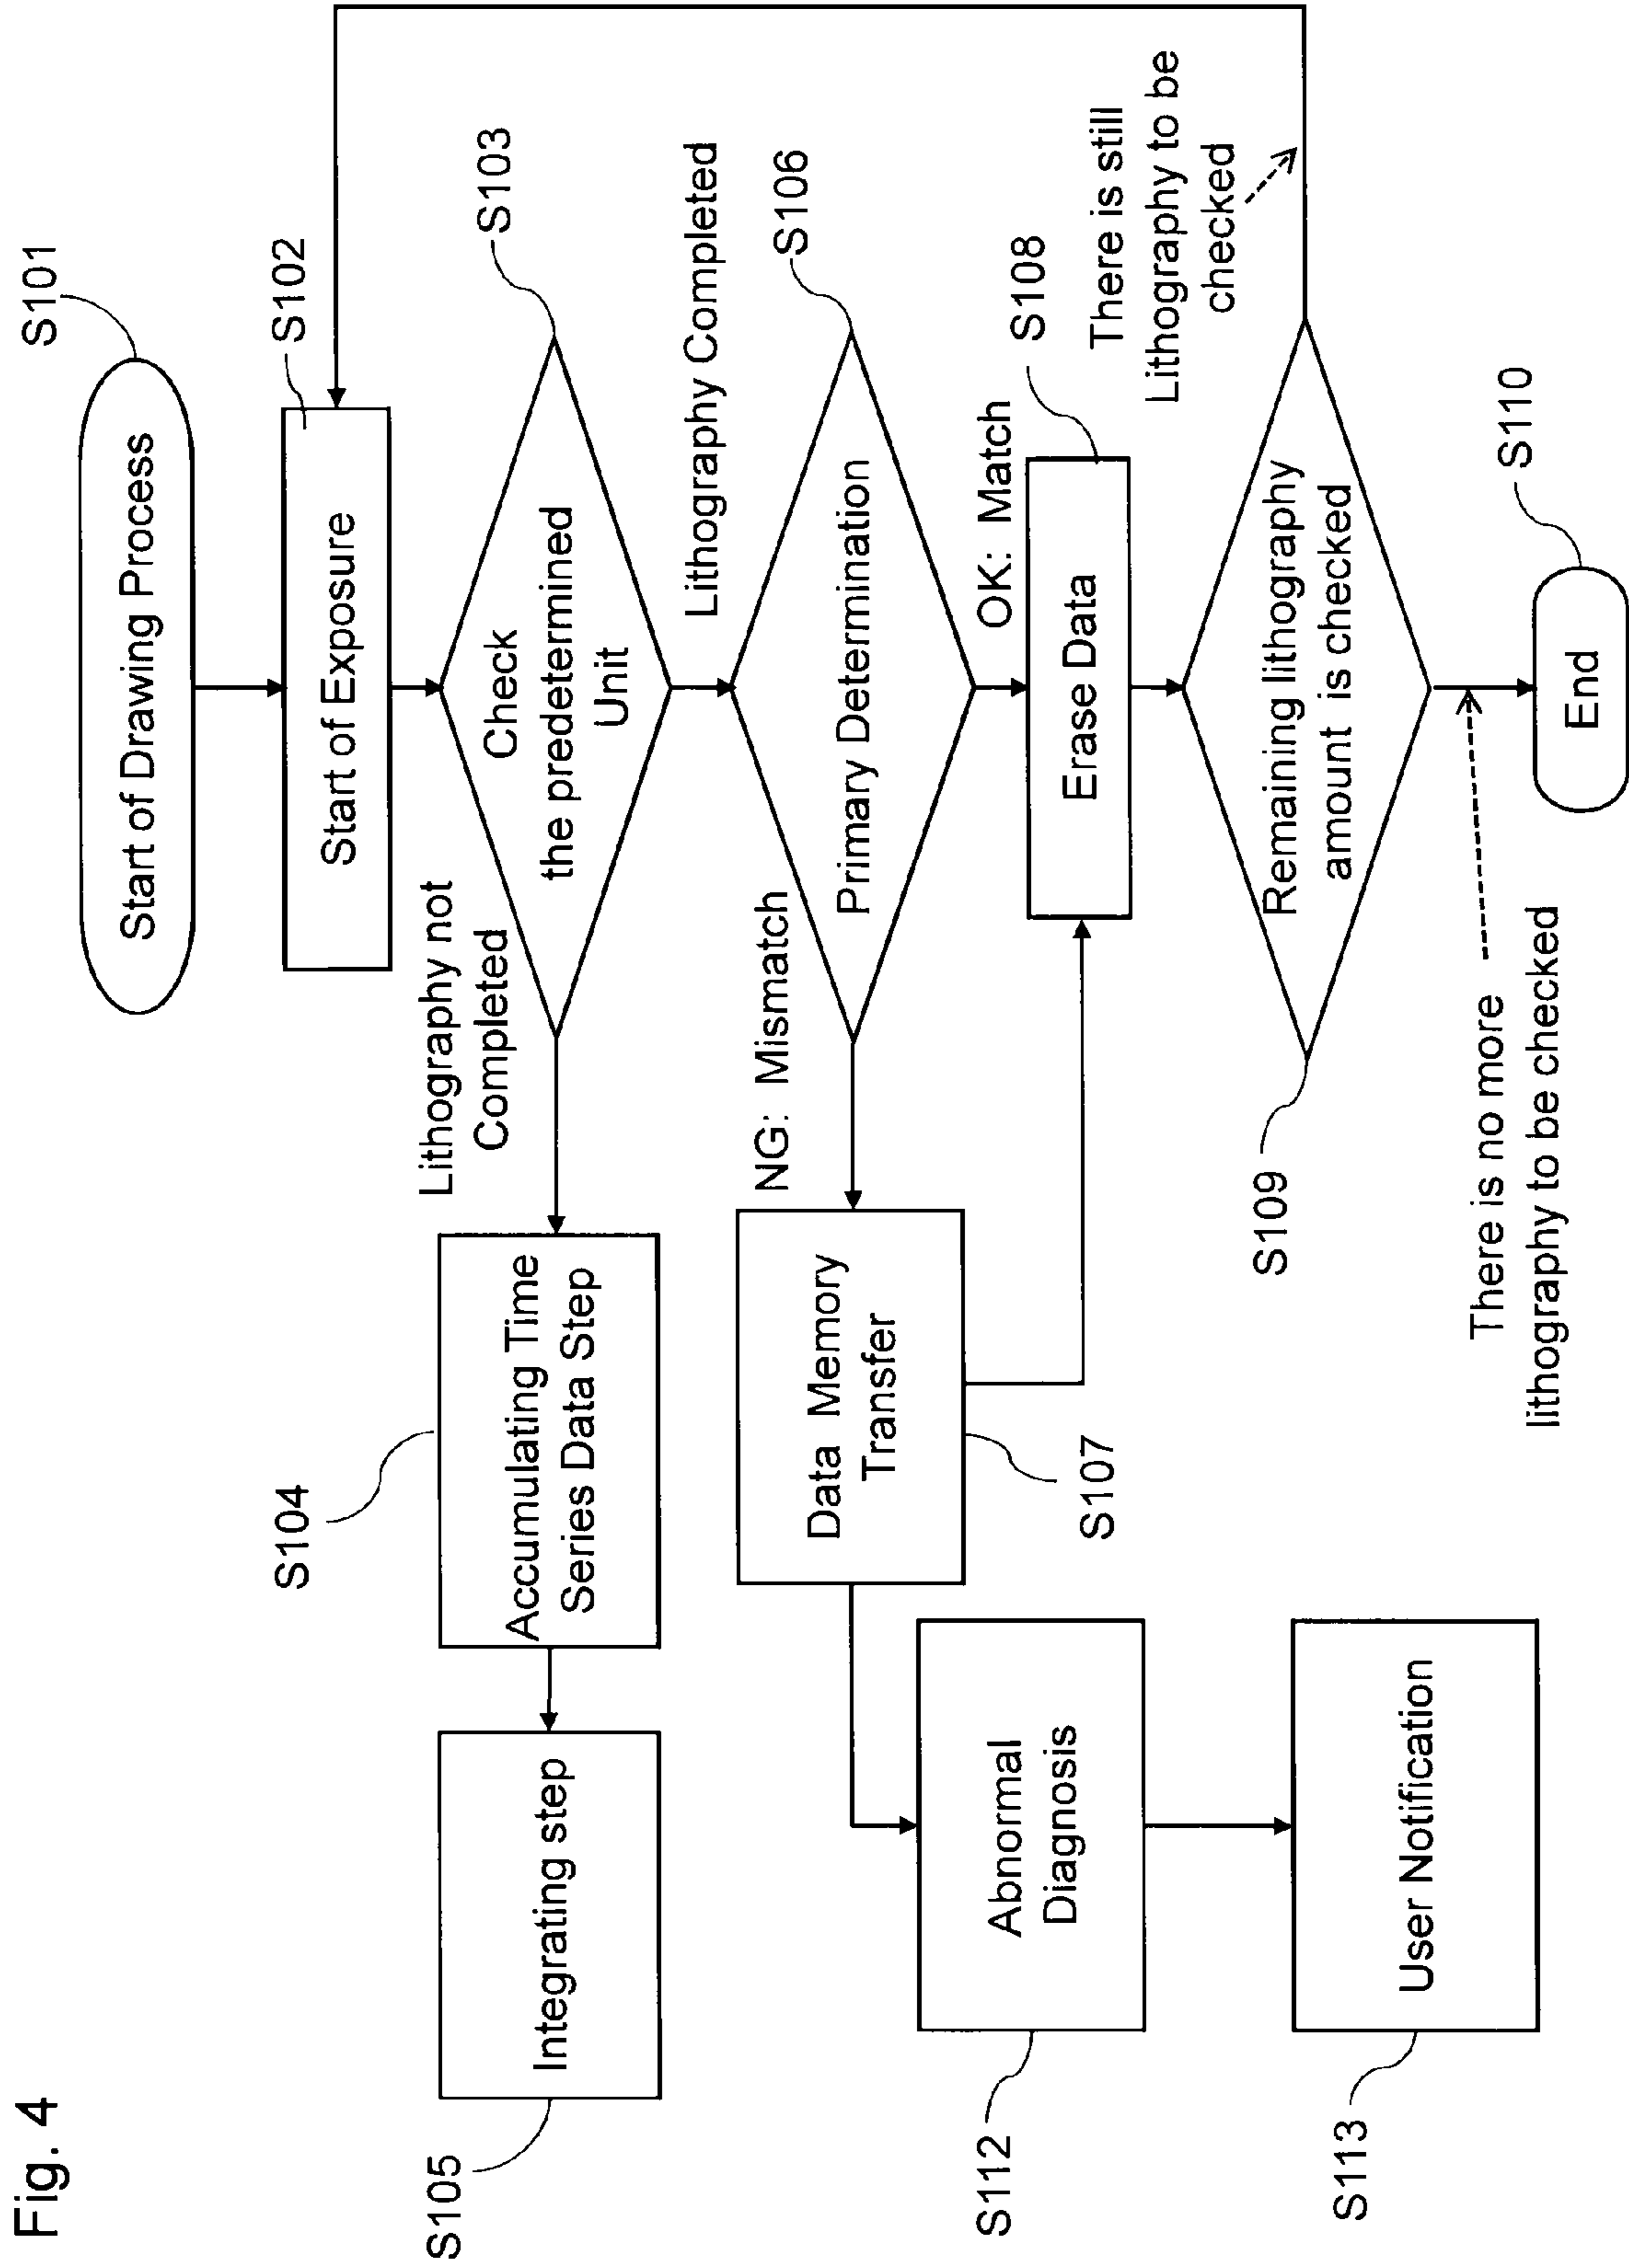 Fig. 4
S101
Start of Drawing Process
S102
Start of Exposure
S103
Check
the predetermined
Unit
Lithography not
Completed
S104
Accumulating Time
Series Data Step
S105
Integrating step
Lithography Completed
S106
Primary Determination
NG: Mismatch
Data Memory
Transfer
S107
OK: Match
S108
Erase Data
S112
Abnormal
Diagnosis
There is still
Lithography to be
checked
Remaining lithography
amount is checked
S109
S113
User Notification
There is no more
lithography to be checked
S110
End